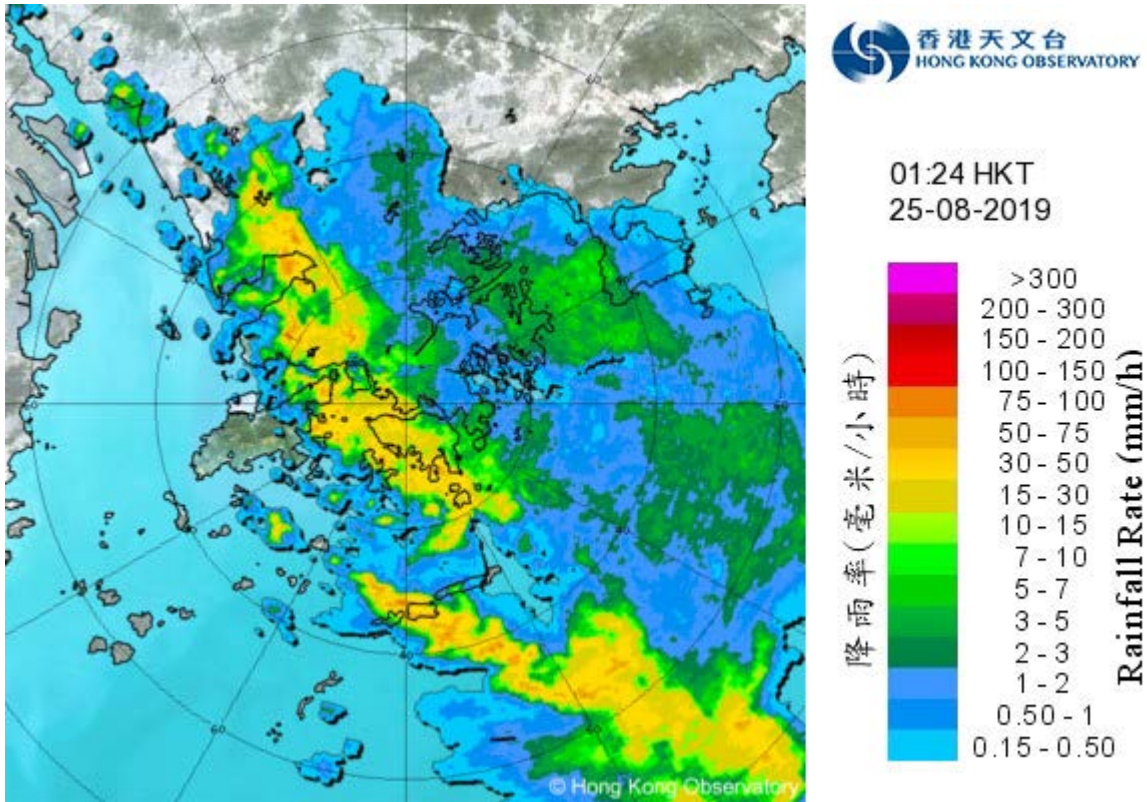 香港天文台
HONG KONG OBSERVATORY
01:24 HKT
25-08-2019
>300
200 - 300
150 - 200
100 - 150
75 - 100
50 - 75
30 - 50
15 - 30
10 - 15
7 - 10
5 - 7
3 - 5
2 - 3
1 - 2
0.50 - 1
0.15 - 0.50
降雨率(毫米/小時)
Rainfall Rate (mm/h)
© Hong Kong Observatory